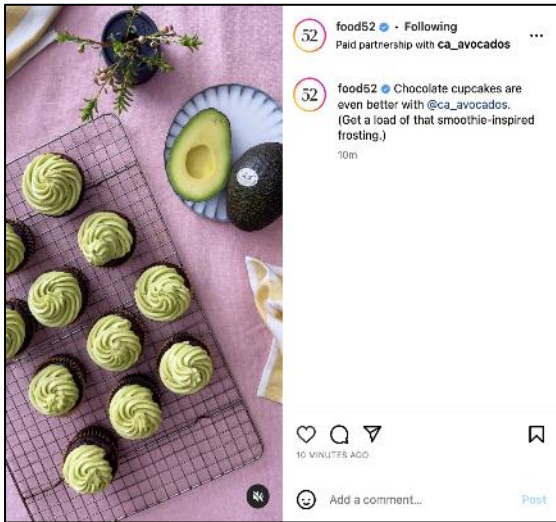 52
food52 • Following
Paid partnership with ca_avocados
52
food52 Chocolate cupcakes are
even better with @ca_avocados.
(Get a load of that smoothie-inspired
frosting.)
10m
10 MINUTES AGO
Add a comment...
Post